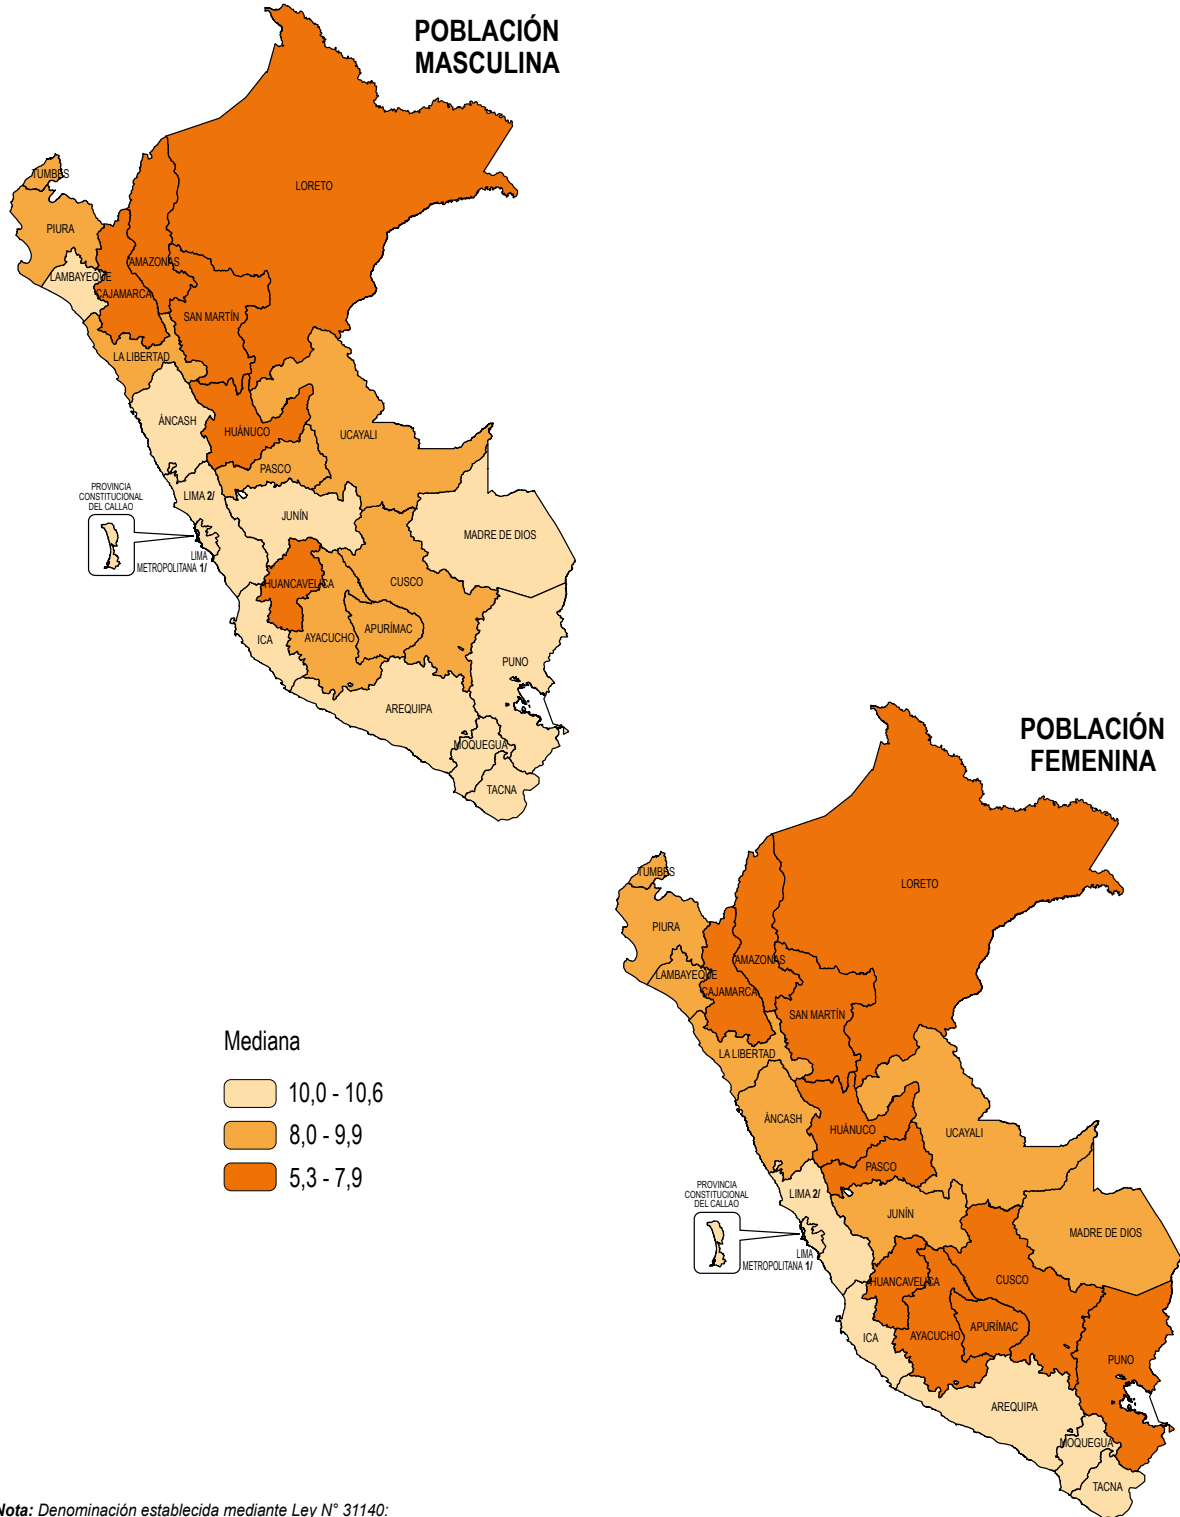 POBLACIÓN
MASCULINA
LORETO
TUMBES
PIURA
AMAZONAS
LAMBAYEQUE
CAJAMARCA
SAN MARTÍN
LA LIBERTAD
ÁNCASH
HUÁNUCO
UCAYALI
PASCO
PROVINCIA
CONSTITUCIONAL
DEL CALLAO
LIMA 2/
JUNÍN
MADRE DE DIOS
LIMA
METROPOLITANA 1/
HUANCAVELICA
CUSCO
ICA
AYACUCHO
APURÍMAC
PUNO
AREQUIPA
MOQUEGUA
TACNA
POBLACIÓN
FEMENINA
LORETO
TUMBES
PIURA
AMAZONAS
LAMBAYEQUE
CAJAMARCA
SAN MARTÍN
LA LIBERTAD
ÁNCASH
HUÁNUCO
UCAYALI
PASCO
PROVINCIA
CONSTITUCIONAL
DEL CALLAO
LIMA 2/
JUNÍN
MADRE DE DIOS
LIMA
METROPOLITANA 1/
HUANCAVELICA
CUSCO
ICA
AYACUCHO
APURÍMAC
PUNO
AREQUIPA
MOQUEGUA
TACNA
Mediana
10,0 - 10,6
8,0 - 9,9
5,3 - 7,9
Nota: Denominación establecida mediante Ley N° 31140: